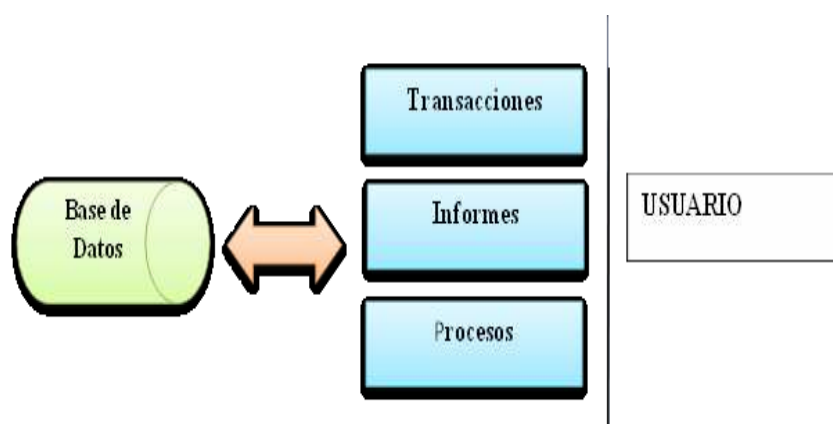 Transacciones
Base de
Datos
Informes
USUARIO
Procesos